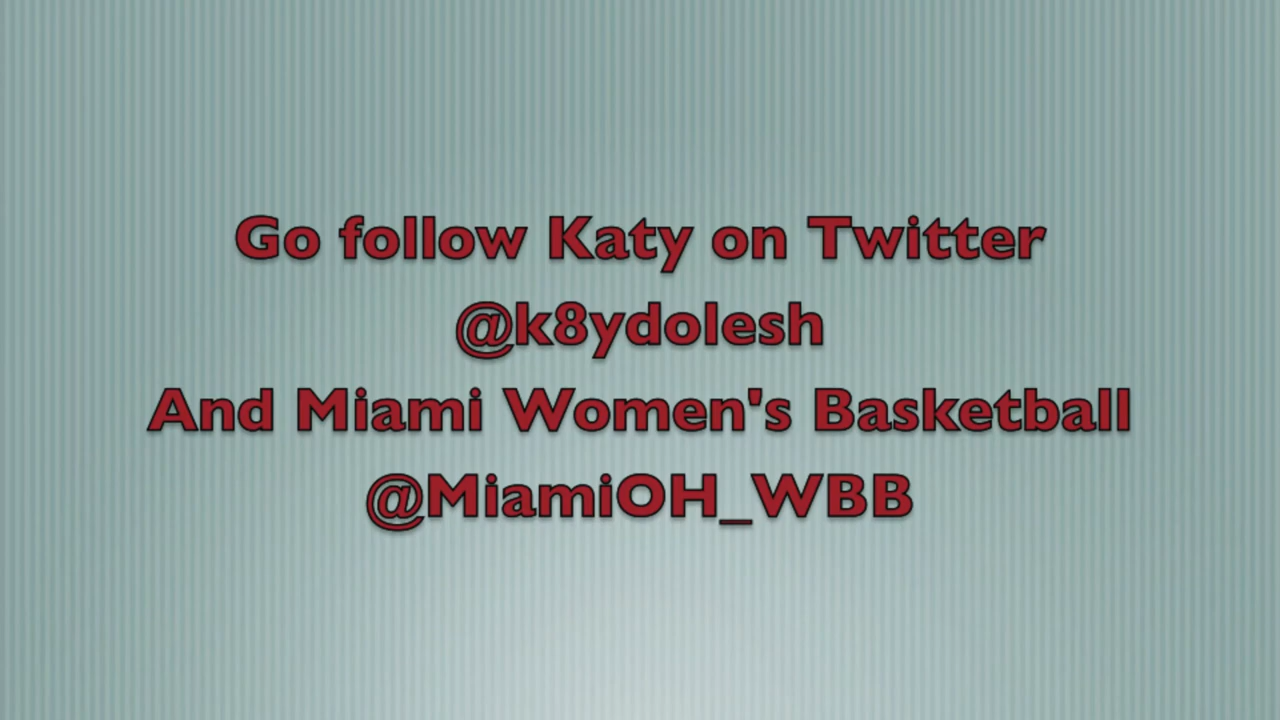 Go follow Katy on Twitter
@k8ydolesh
And Miami Women's Basketball
@MiamiOH_WBB